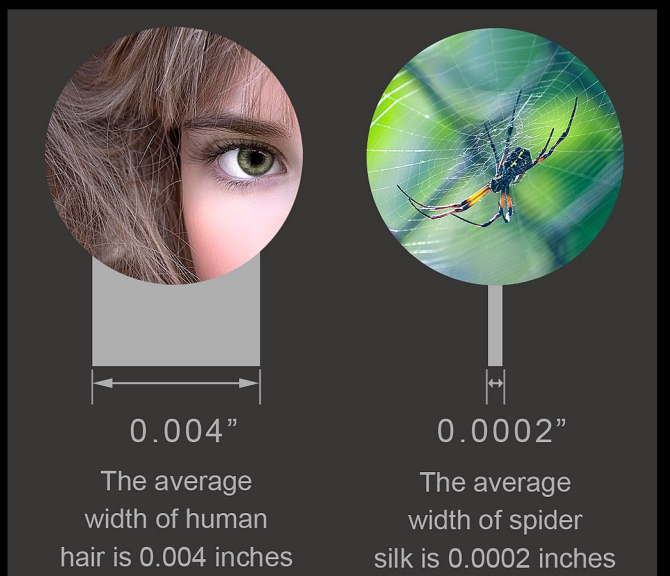 0.004”
The average
width of human
hair is 0.004 inches
0.0002”
The average
width of spider
silk is 0.0002 inches